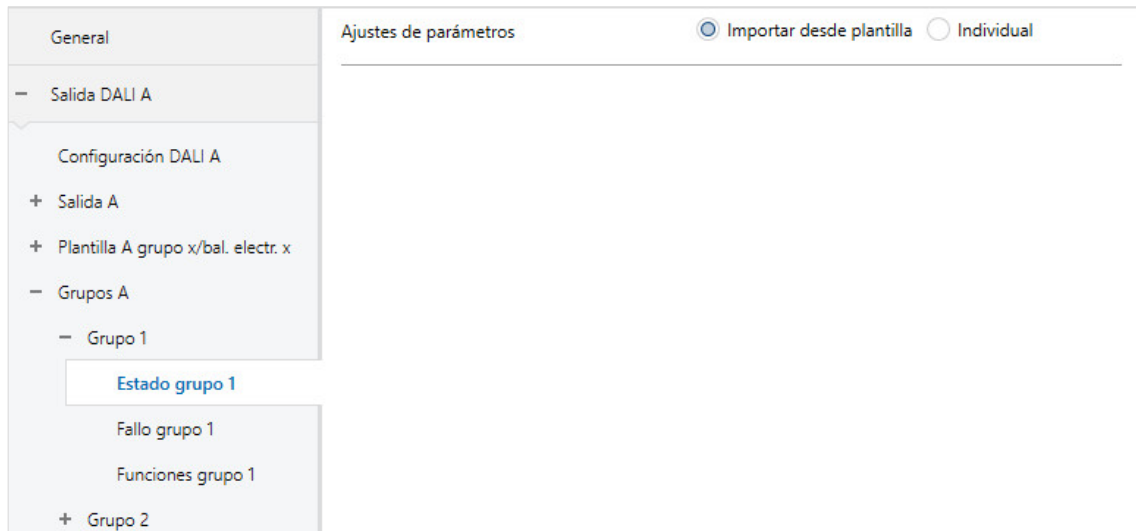 General
Salida DALI A
Configuración DALI A
Salida A
Plantilla A grupo x/bal. electr. x
Grupos A
Grupo 1
Estado grupo 1
Fallo grupo 1
Funciones grupo 1
Grupo 2
Ajustes de parámetros
Importar desde plantilla
Individual